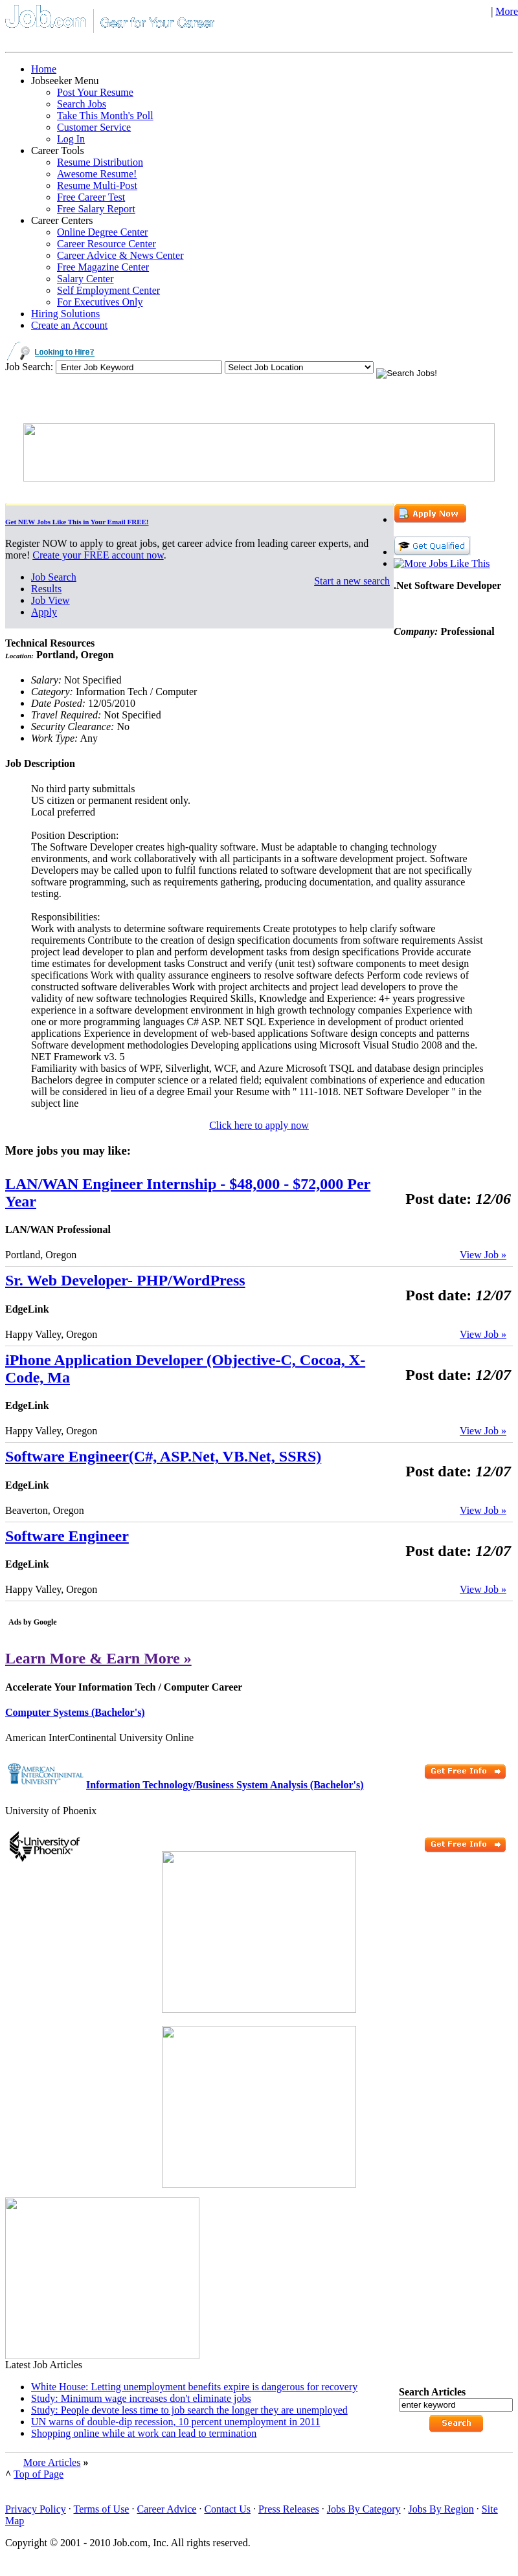 Job.com | Gear for Your Career
| More
Home
Jobseeker Menu
Post Your Resume
Search Jobs
Take This Month's Poll
Customer Service
Log In
Career Tools
Resume Distribution
Awesome Resume!
Resume Multi-Post
Free Career Test
Free Salary Report
Career Centers
Online Degree Center
Career Resource Center
Career Advice & News Center
Free Magazine Center
Salary Center
Self Employment Center
For Executives Only
Hiring Solutions
Create an Account
Looking to Hire?
Job Search: Enter Job Keyword Select Job Location Search Jobs!
Apply Now
Get NEW Jobs Like This in Your Email FREE!
Register NOW to apply to great jobs, get career advice from leading career experts, and
more! Create your FREE account now.
Get Qualified
More Jobs Like This
Job Search
Results
Job View
Apply
Start a new search
.Net Software Developer
Company: Professional
Technical Resources
Location: Portland, Oregon
Salary: Not Specified
Category: Information Tech / Computer
Date Posted: 12/05/2010
Travel Required: Not Specified
Security Clearance: No
Work Type: Any
Job Description
No third party submittals
US citizen or permanent resident only.
Local preferred
Position Description:
The Software Developer creates high-quality software. Must be adaptable to changing technology
environments, and work collaboratively with all participants in a software development project. Software
Developers may be called upon to fulfil functions related to software development that are not specifically
software programming, such as requirements gathering, producing documentation, and quality assurance
testing.
Responsibilities:
Work with analysts to determine software requirements Create prototypes to help clarify software
requirements Contribute to the creation of design specification documents from software requirements Assist
project lead developer to plan and perform development tasks from design specifications Provide accurate
time estimates for development tasks Construct and verify (unit test) software components to meet design
specifications Work with quality assurance engineers to resolve software defects Perform code reviews of
constructed software deliverables Work with project architects and project lead developers to prove the
validity of new software technologies Required Skills, Knowledge and Experience: 4+ years progressive
experience in a software development environment in high growth technology companies Experience with
one or more programming languages C# ASP. NET SQL Experience in development of product oriented
applications Experience in development of web-based applications Software design concepts and patterns
Software development methodologies Developing applications using Microsoft Visual Studio 2008 and the.
NET Framework v3. 5
Familiarity with basics of WPF, Silverlight, WCF, and Azure Microsoft TSQL and database design principles
Bachelors degree in computer science or a related field; equivalent combinations of experience and education
will be considered in lieu of a degree Email your Resume with " 111-1018. NET Software Developer " in the
subject line
Click here to apply now
More jobs you may like:
LAN/WAN Engineer Internship - $48,000 - $72,000 Per
Year
Post date: 12/06
LAN/WAN Professional
Portland, Oregon View Job »
Sr. Web Developer- PHP/WordPress
Post date: 12/07
EdgeLink
Happy Valley, Oregon View Job »
iPhone Application Developer (Objective-C, Cocoa, X-
Code, Ma
Post date: 12/07
EdgeLink
Happy Valley, Oregon View Job »
Software Engineer(C#, ASP.Net, VB.Net, SSRS)
Post date: 12/07
EdgeLink
Beaverton, Oregon View Job »
Software Engineer
Post date: 12/07
EdgeLink
Happy Valley, Oregon View Job »
Ads by Google
Learn More & Earn More »
Accelerate Your Information Tech / Computer Career
Computer Systems (Bachelor's)
American InterContinental University Online
AMERICAN INTERCONTINENTAL UNIVERSITY
Get Free Info
Information Technology/Business System Analysis (Bachelor's)
University of Phoenix
University of Phoenix
Get Free Info
Latest Job Articles
White House: Letting unemployment benefits expire is dangerous for recovery
Study: Minimum wage increases don't eliminate jobs
Study: People devote less time to job search the longer they are unemployed
UN warns of double-dip recession, 10 percent unemployment in 2011
Shopping online while at work can lead to termination
Search Articles
enter keyword
Search
More Articles »
^ Top of Page
Privacy Policy · Terms of Use · Career Advice · Contact Us · Press Releases · Jobs By Category · Jobs By Region · Site
Map
Copyright © 2001 - 2010 Job.com, Inc. All rights reserved.